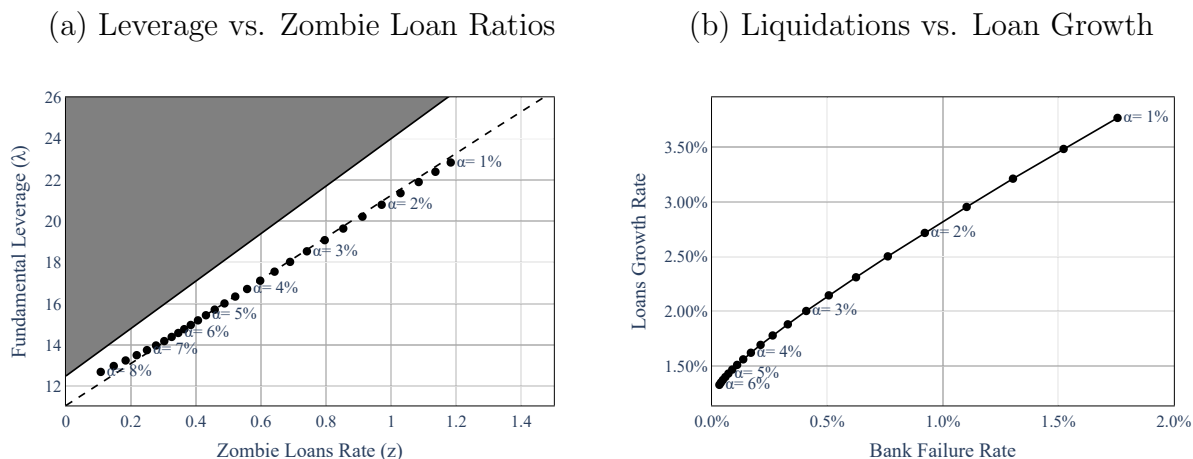 (a) Leverage vs. Zombie Loan Ratios
26
24
22
20
18
16
14
12
Fundamental Leverage (λ)
α= 1%
α= 2%
α= 3%
α= 4%
α= 5%
α= 6%
α= 7%
α= 8%
0 0.2 0.4 0.6 0.8 1 1.2 1.4
Zombie Loans Rate (z)
(b) Liquidations vs. Loan Growth
3.50%
3.00%
2.50%
2.00%
1.50%
Loans Growth Rate
α= 1%
α= 2%
α= 3%
α= 4%
α= 5%
α= 6%
0.0% 0.5% 1.0% 1.5% 2.0%
Bank Failure Rate